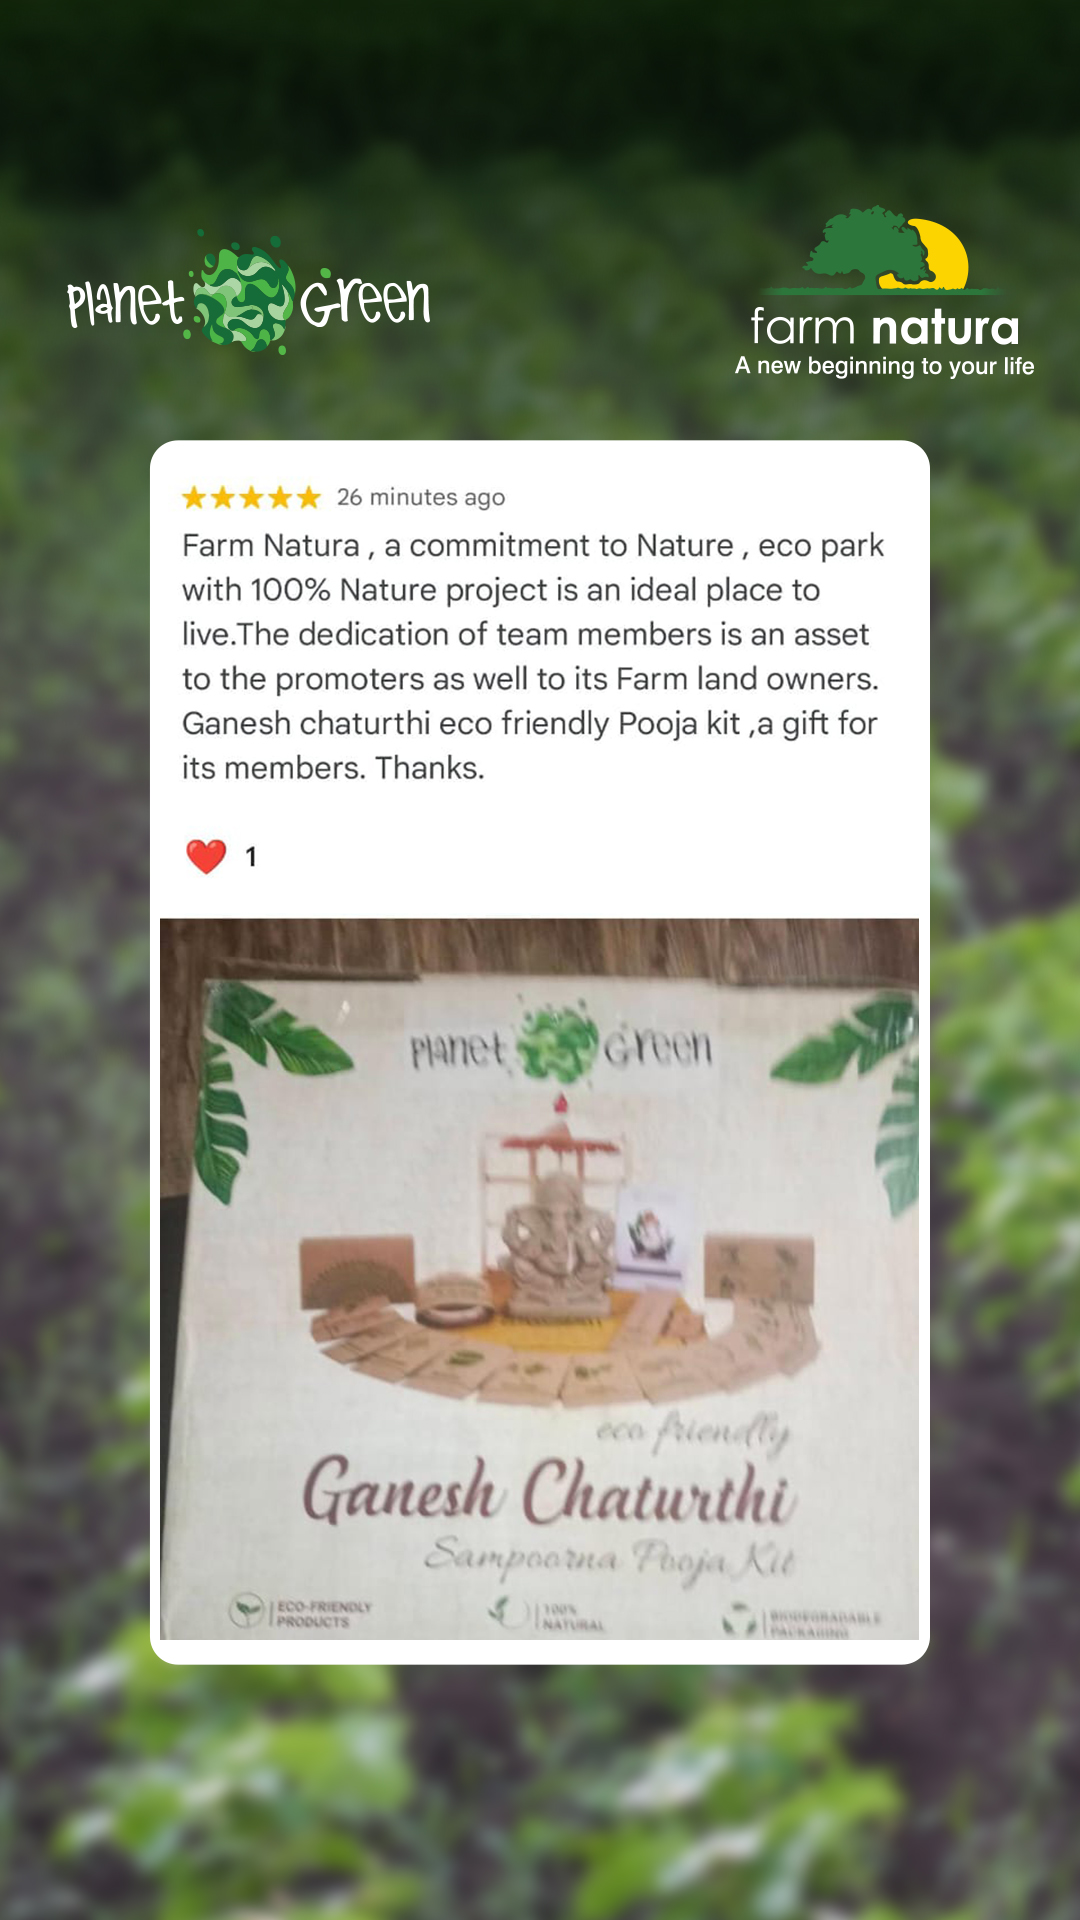 planet Green
farm natura
A new beginning to your life
26 minutes ago
Farm Natura , a commitment to Nature , eco park
with 100% Nature project is an ideal place to
live.The dedication of team members is an asset
to the promoters as well to its Farm land owners.
Ganesh chaturthi eco friendly Pooja kit ,a gift for
its members. Thanks.
1
planet Green
eco friendly
Ganesh Chaturthi
Sampoorna Pooja Kit
ECO-FRIENDLY
PRODUCTS
100%
NATURAL
BIODEGRADABLE
PACKAGING